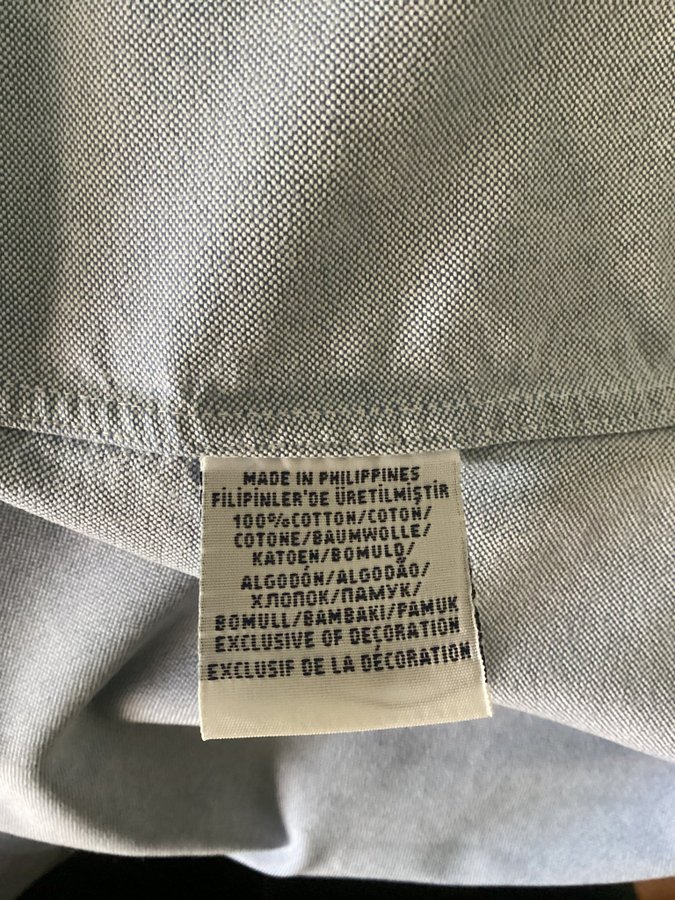 MADE IN PHILIPPINES
FİLİPİNLER'DE ÜRETİLMİŞTİR
100%COTTON/COTON/
COTONE/BAUMWOLLE/
KATOEN/BOMULD/
ALGODÓN/ALGODÃO/
ХЛОПОК/ПАМУК/
BOMULL/BAMBAKI/PAMUK
EXCLUSIVE OF DECORATION
EXCLUSIF DE LA DÉCORATION